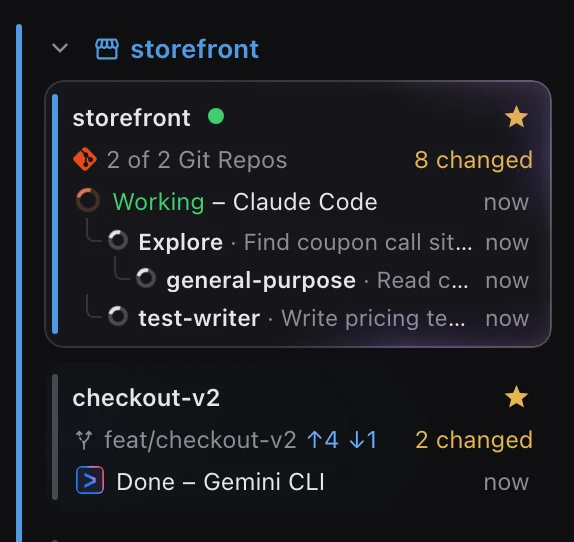 storefront
storefront
2 of 2 Git Repos 8 changed
Working – Claude Code now
Explore · Find coupon call sit... now
general-purpose · Read c... now
test-writer · Write pricing te... now
checkout-v2
feat/checkout-v2 ↑4 ↓1 2 changed
Done – Gemini CLI now